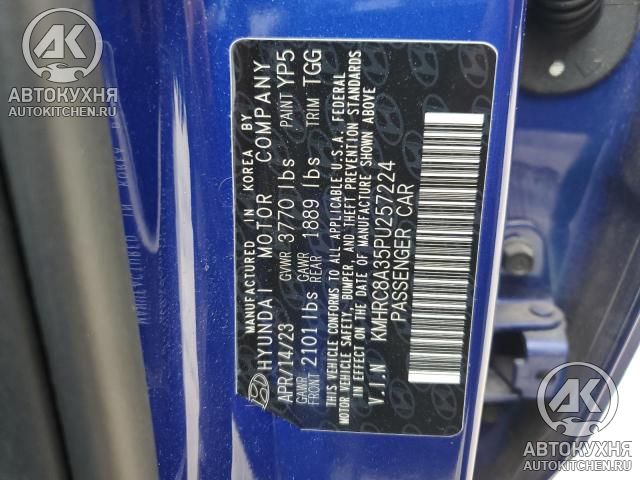 MANUFACTURED IN KOREA BY
HYUNDAI MOTOR COMPANY
APR/14/23 GVWR 3770 lbs PAINT YP5
GAWR FRONT 2101 lbs GAWR REAR 1889 lbs TRIM TGG
THIS VEHICLE CONFORMS TO ALL APPLICABLE U.S.A. FEDERAL
MOTOR VEHICLE SAFETY, BUMPER, AND THEFT PREVENTION STANDARDS
IN EFFECT ON THE DATE OF MANUFACTURE SHOWN ABOVE
V.I.N KMHRC8A35PU257224
PASSENGER CAR
AK
АВТОКУХНЯ
AUTOKITCHEN.RU
AK
АВТОКУХНЯ
AUTOKITCHEN.RU